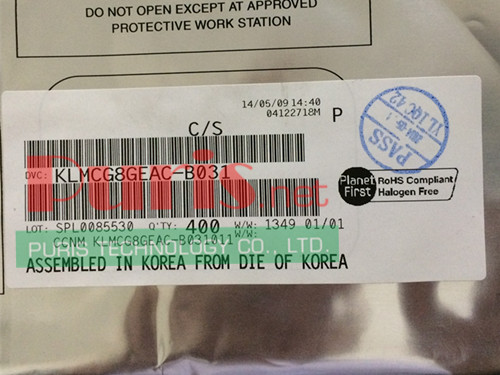 DO NOT OPEN EXCEPT AT APPROVED
PROTECTIVE WORK STATION
14/05/09 14:40
04122718M
P
C/S
DVC: KLMCG8GEAC-B031
Puris.net
Planet First
RoHS Compliant
Halogen Free
PASS
LOT: SPL0085530 Q'TY: 400 W/W: 1349 01/01
W/W:
CCNM KLMCG8GEAC-B031011
PURIS TECHNOLOGY CO., LTD.
ASSEMBLED IN KOREA FROM DIE OF KOREA